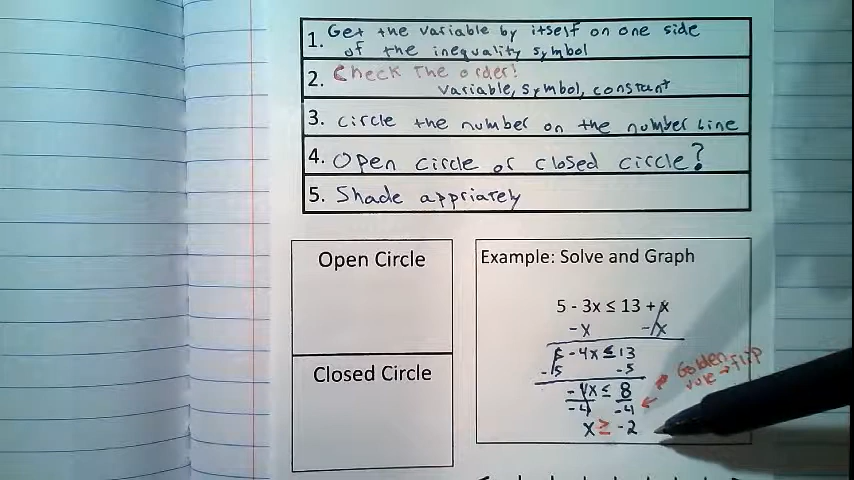 1. Get the variable by itself on one side
of the inequality symbol
2. Check The order!
variable, symbol, constant
3. circle the number on the number line
4. Open circle or closed circle?
5. Shade appriately
Open Circle
Closed Circle
Example: Solve and Graph
5 - 3x ≤ 13 + x
-x -x
5 - 4x ≤ 13
-5 -5
-4x ≤ 8
-4 -4
x ≥ -2
Golden
rule → flip